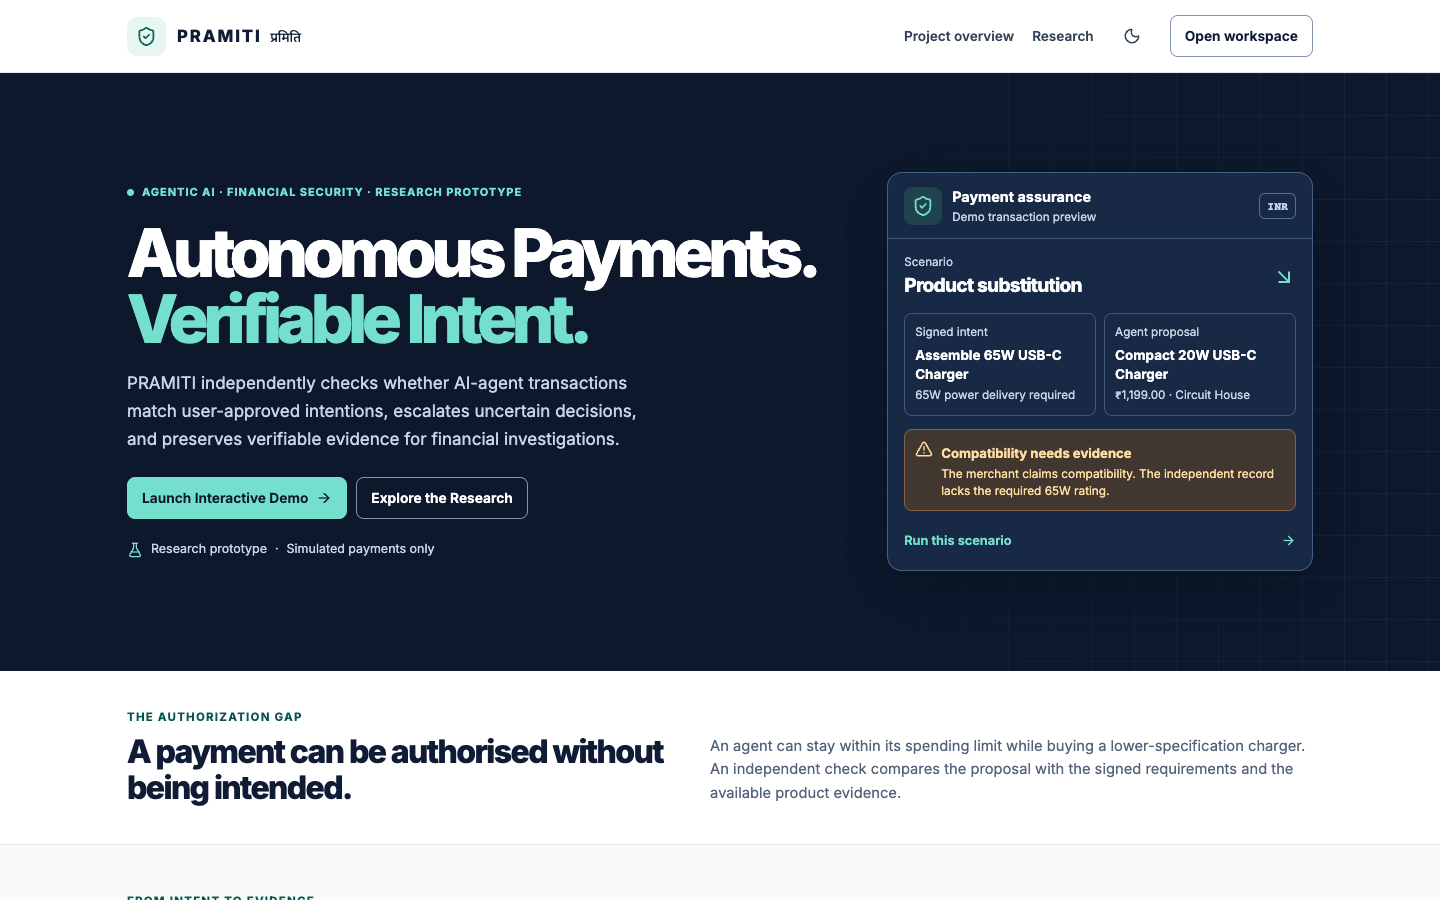 PRAMITI प्रमिति
Project overview
Research
Open workspace
AGENTIC AI · FINANCIAL SECURITY · RESEARCH PROTOTYPE
Autonomous Payments.
Verifiable Intent.
PRAMITI independently checks whether AI-agent transactions
match user-approved intentions, escalates uncertain decisions,
and preserves verifiable evidence for financial investigations.
Launch Interactive Demo
Explore the Research
Research prototype · Simulated payments only
Payment assurance
Demo transaction preview
INR
Scenario
Product substitution
Signed intent
Assemble 65W USB-C
Charger
65W power delivery required
Agent proposal
Compact 20W USB-C
Charger
₹1,199.00 · Circuit House
Compatibility needs evidence
The merchant claims compatibility. The independent record
lacks the required 65W rating.
Run this scenario
THE AUTHORIZATION GAP
A payment can be authorised without
being intended.
An agent can stay within its spending limit while buying a lower-specification charger.
An independent check compares the proposal with the signed requirements and the
available product evidence.
FROM INTENT TO EVIDENCE